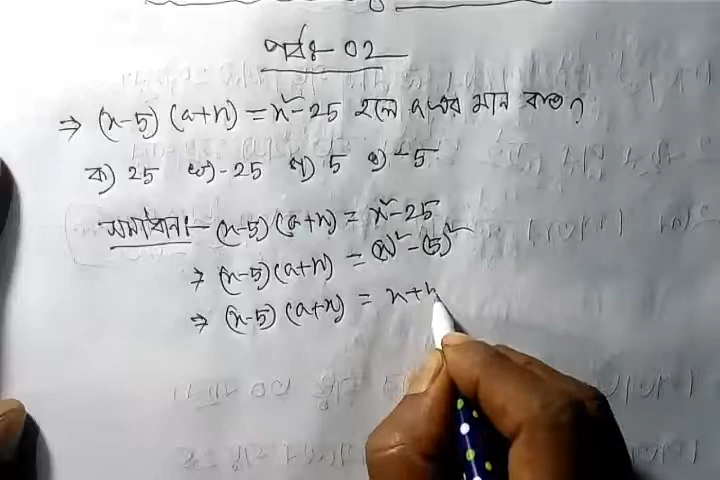 পর্বঃ- 02
⇒ (x-5) (a+x) = x²-25 হলে a এর মান কত?
ক) 25 খ) -25 গ) 5 ঘ) -5
সমাধানঃ- (x-5) (a+x) = x²-25
⇒ (x-5) (a+x) = (x)² - (5)²
⇒ (x-5) (a+x) = x+